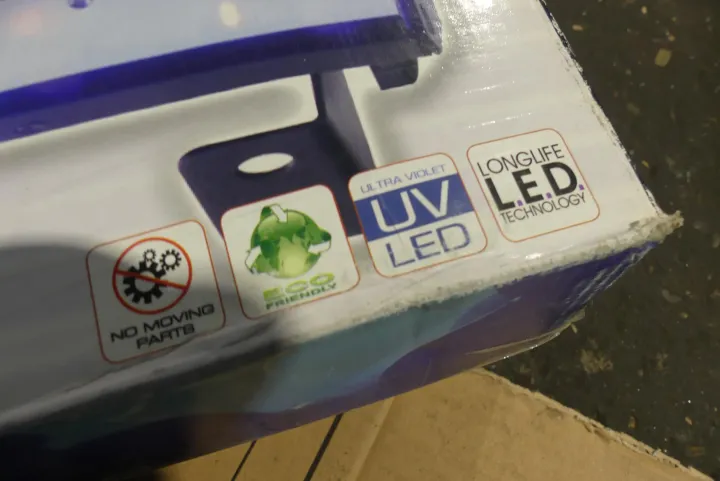 NO MOVING
PARTS
ECO
FRIENDLY
ULTRA VIOLET
UV
LED
LONGLIFE
L.E.D.
TECHNOLOGY